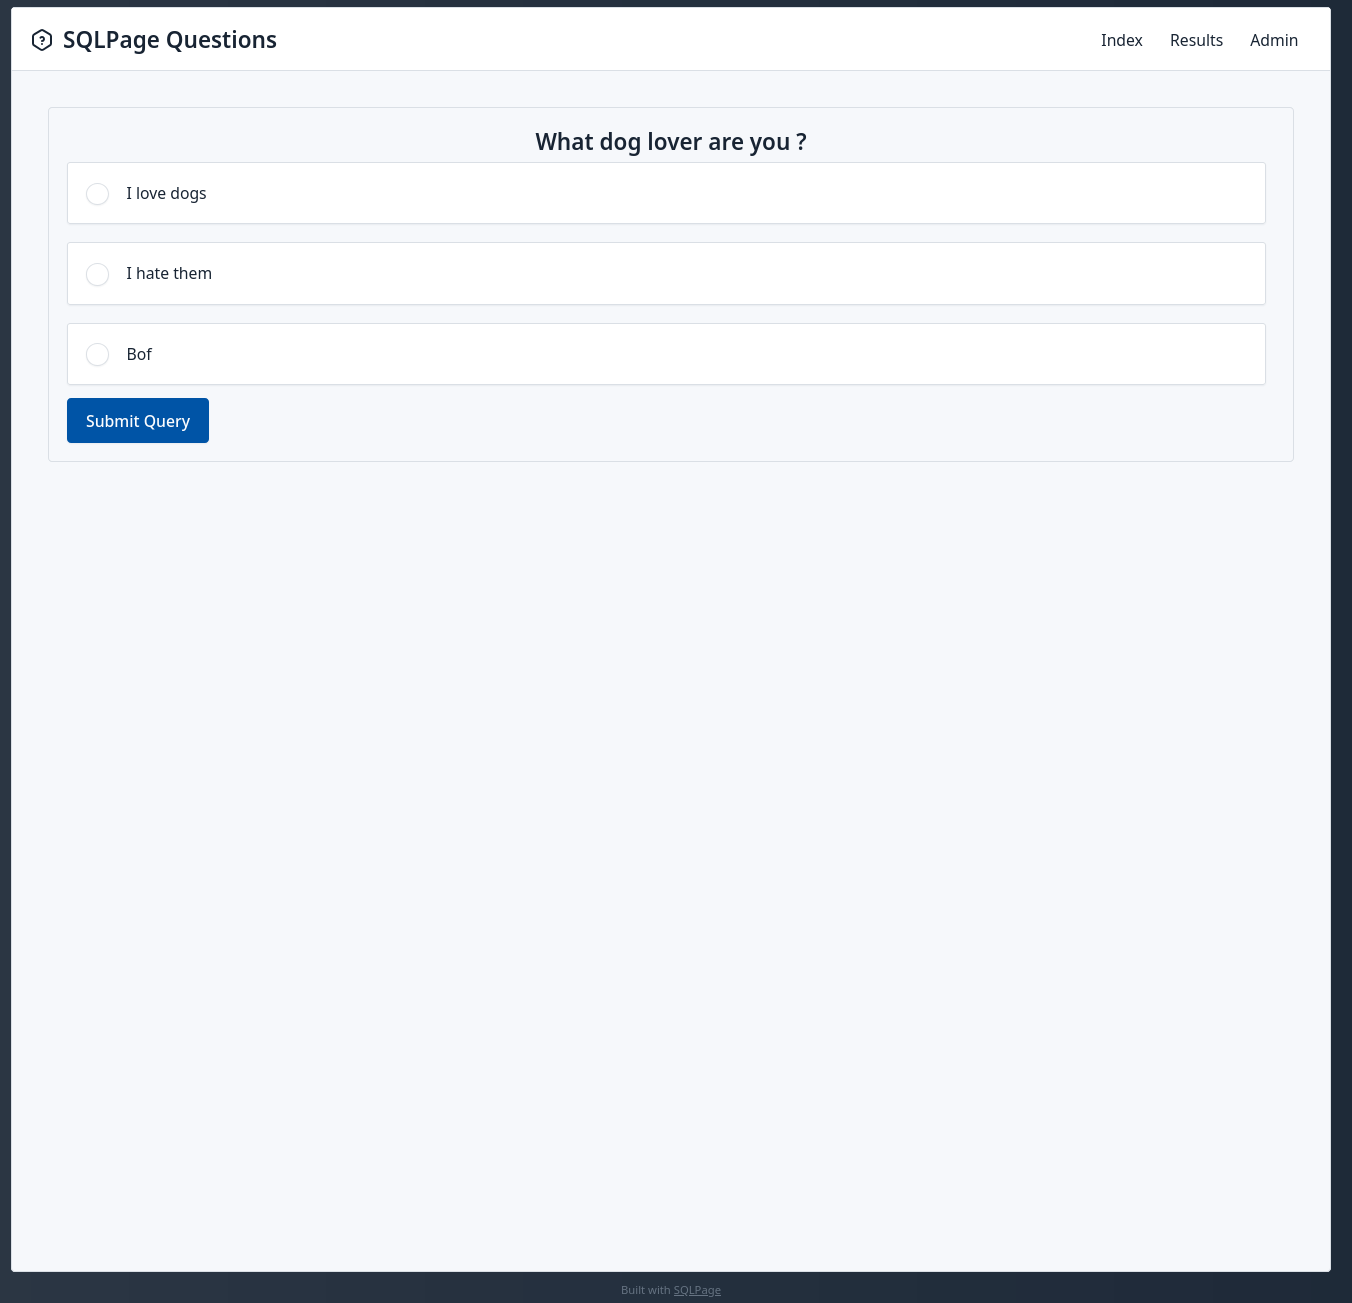 SQLPage Questions
Index Results Admin
What dog lover are you ?
I love dogs
I hate them
Bof
Submit Query
Built with SQLPage